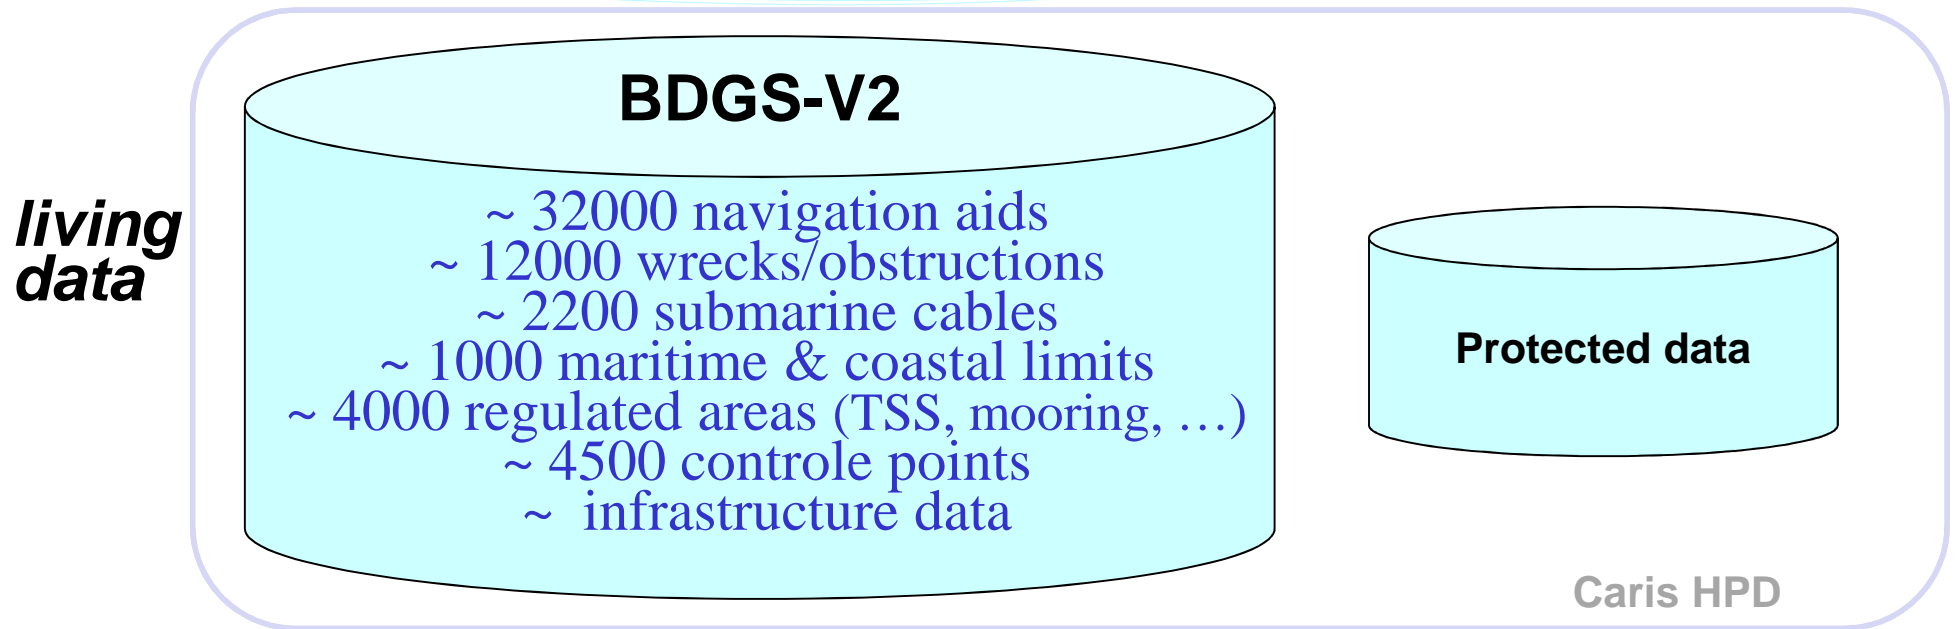 BDGS-V2
living
data
~ 32000 navigation aids
~ 12000 wrecks/obstructions
~ 2200 submarine cables
~ 1000 maritime & coastal limits
~ 4000 regulated areas (TSS, mooring, …)
~ 4500 controle points
~ infrastructure data
Protected data
Caris HPD